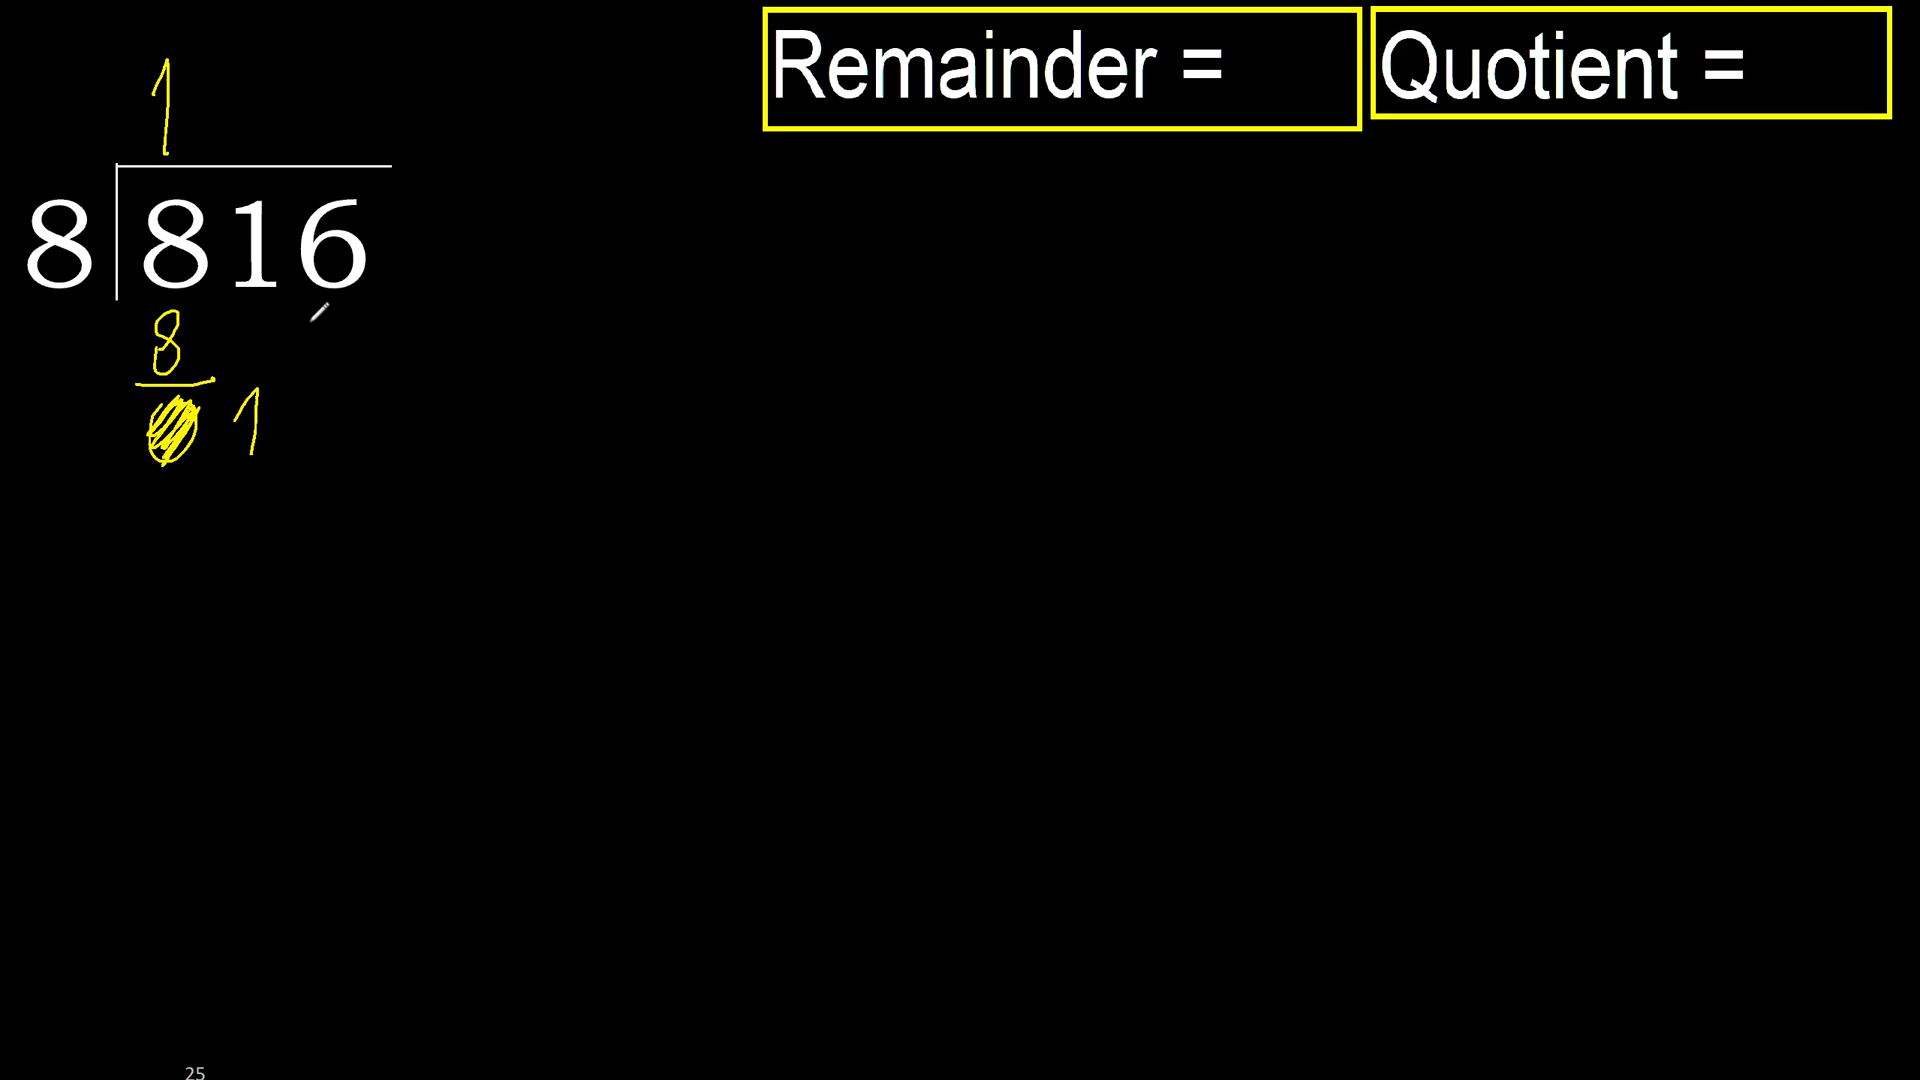 Remainder =
Quotient =
1
8 816
8
1
25